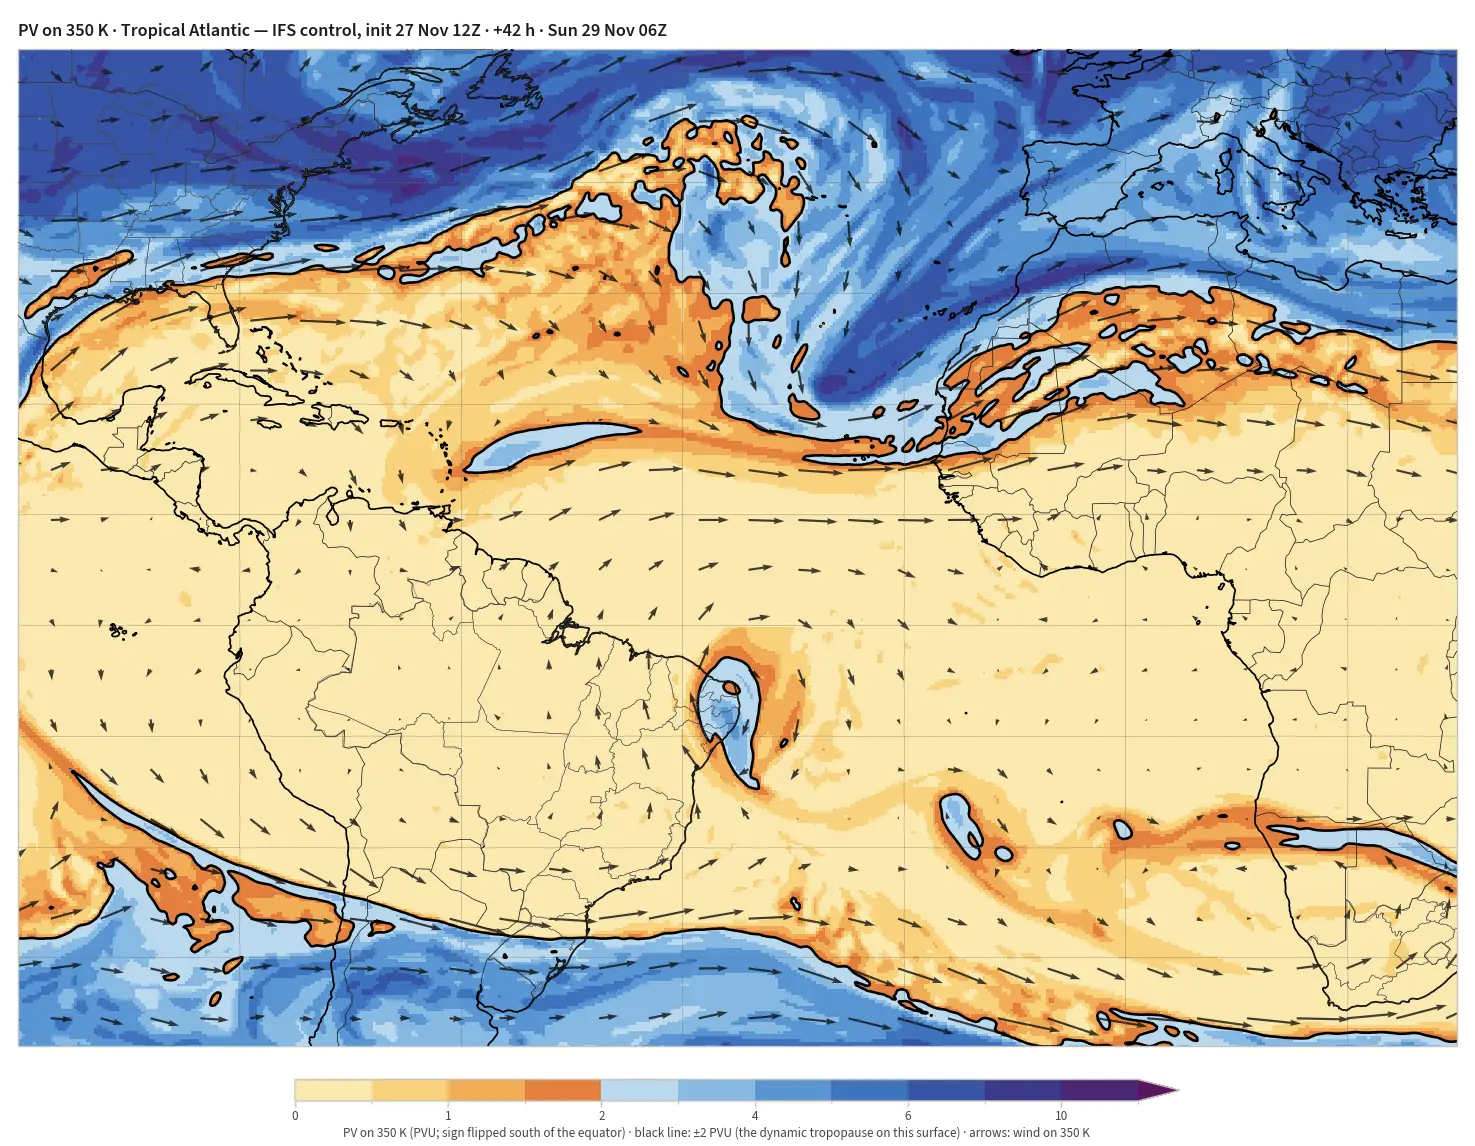 PV on 350 K · Tropical Atlantic — IFS control, init 27 Nov 12Z · +42 h · Sun 29 Nov 06Z
0 1 2 4 6 10
PV on 350 K (PVU; sign flipped south of the equator) · black line: ±2 PVU (the dynamic tropopause on this surface) · arrows: wind on 350 K